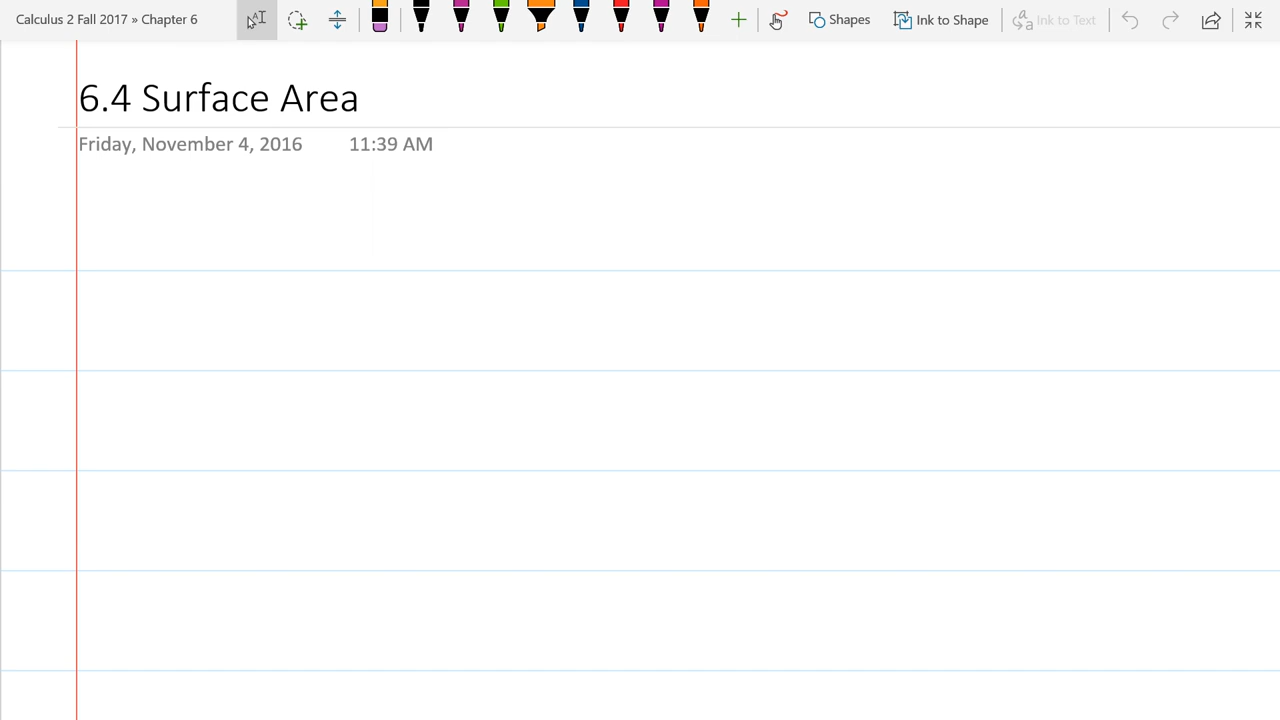 Calculus 2 Fall 2017 » Chapter 6
Shapes
Ink to Shape
Ink to Text
6.4 Surface Area
Friday, November 4, 2016 11:39 AM